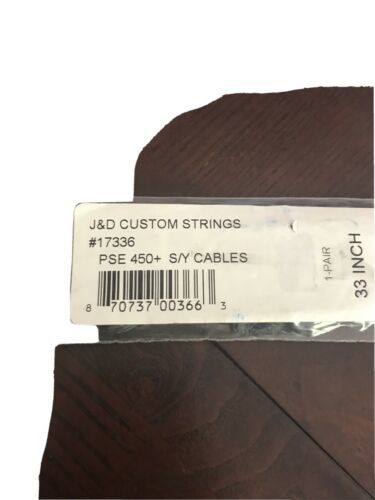 J&D CUSTOM STRINGS
#17336
PSE 450+ S/Y CABLES
8 70737 00366 3
1-PAIR
33 INCH